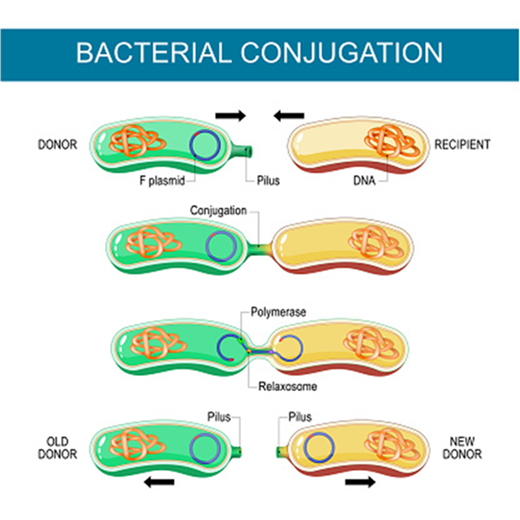 BACTERIAL CONJUGATION
DONOR
RECIPIENT
F plasmid
Pilus
DNA
Conjugation
Polymerase
Relaxosome
Pilus
Pilus
OLD
DONOR
NEW
DONOR